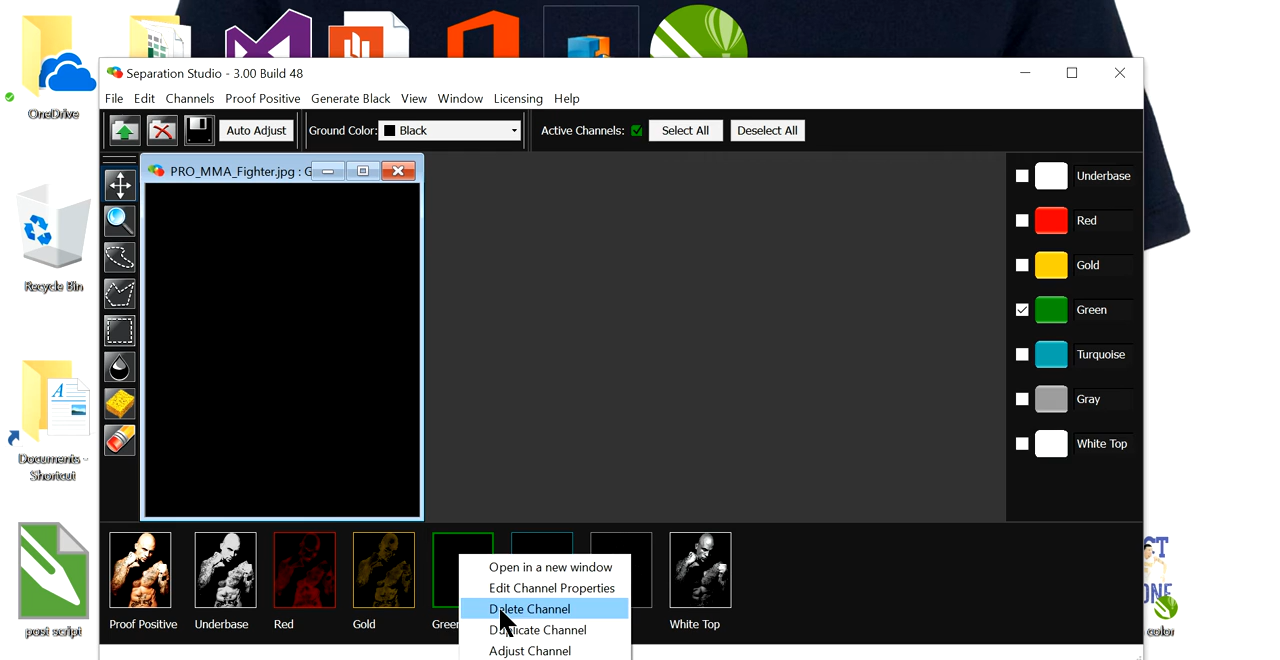 OneDrive
Recycle Bin
Documents -
Shortcut
post script
Separation Studio - 3.00 Build 48
File Edit Channels Proof Positive Generate Black View Window Licensing Help
Auto Adjust
Ground Color: Black
Active Channels:
Select All
Deselect All
PRO_MMA_Fighter.jpg : G
Underbase
Red
Gold
Green
Turquoise
Gray
White Top
Proof Positive
Underbase
Red
Gold
Green
White Top
Open in a new window
Edit Channel Properties
Delete Channel
Duplicate Channel
Adjust Channel
color